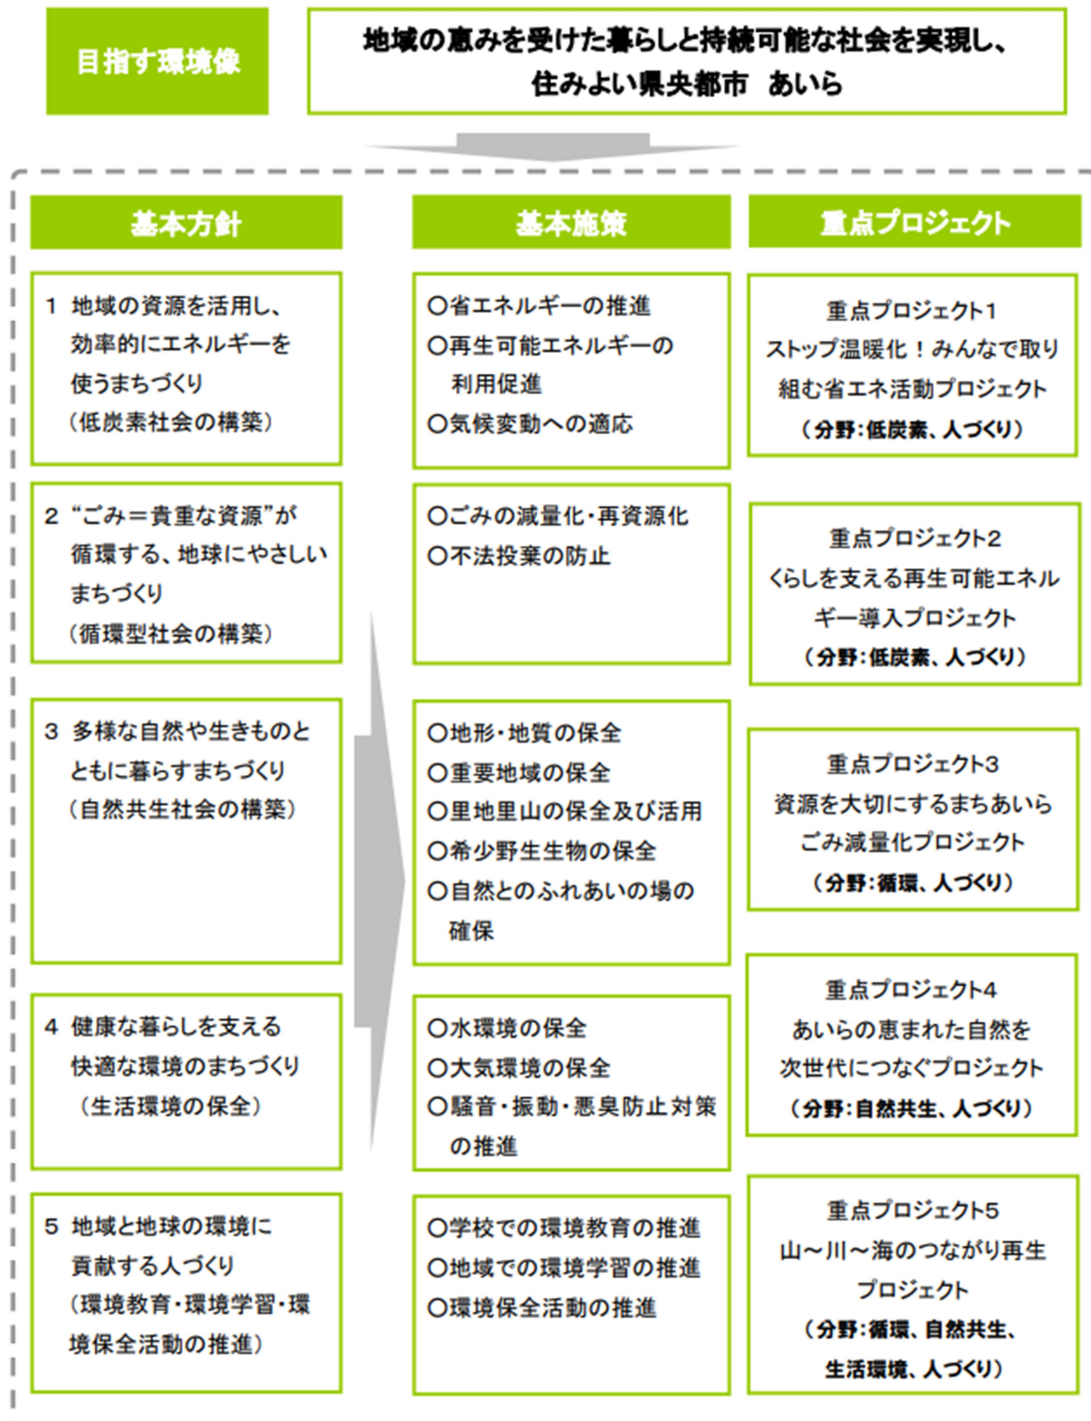 目指す環境像
地域の恵みを受けた暮らしと持続可能な社会を実現し、
住みよい県央都市　あいら
基本方針
1 地域の資源を活用し、
効率的にエネルギーを
使うまちづくり
（低炭素社会の構築）
2 “ごみ＝貴重な資源”が
循環する、地球にやさしい
まちづくり
（循環型社会の構築）
3 多様な自然や生きものと
ともに暮らすまちづくり
（自然共生社会の構築）
4 健康な暮らしを支える
快適な環境のまちづくり
（生活環境の保全）
5 地域と地球の環境に
貢献する人づくり
（環境教育・環境学習・環
境保全活動の推進）
基本施策
○省エネルギーの推進
○再生可能エネルギーの
利用促進
○気候変動への適応
○ごみの減量化・再資源化
○不法投棄の防止
○地形・地質の保全
○重要地域の保全
○里地里山の保全及び活用
○希少野生生物の保全
○自然とのふれあいの場の
確保
○水環境の保全
○大気環境の保全
○騒音・振動・悪臭防止対策
の推進
○学校での環境教育の推進
○地域での環境学習の推進
○環境保全活動の推進
重点プロジェクト
重点プロジェクト1
ストップ温暖化！みんなで取り
組む省エネ活動プロジェクト
（分野：低炭素、人づくり）
重点プロジェクト2
くらしを支える再生可能エネル
ギー導入プロジェクト
（分野：低炭素、人づくり）
重点プロジェクト3
資源を大切にするまちあいら
ごみ減量化プロジェクト
（分野：循環、人づくり）
重点プロジェクト4
あいらの恵まれた自然を
次世代につなぐプロジェクト
（分野：自然共生、人づくり）
重点プロジェクト5
山～川～海のつながり再生
プロジェクト
（分野：循環、自然共生、
生活環境、人づくり）